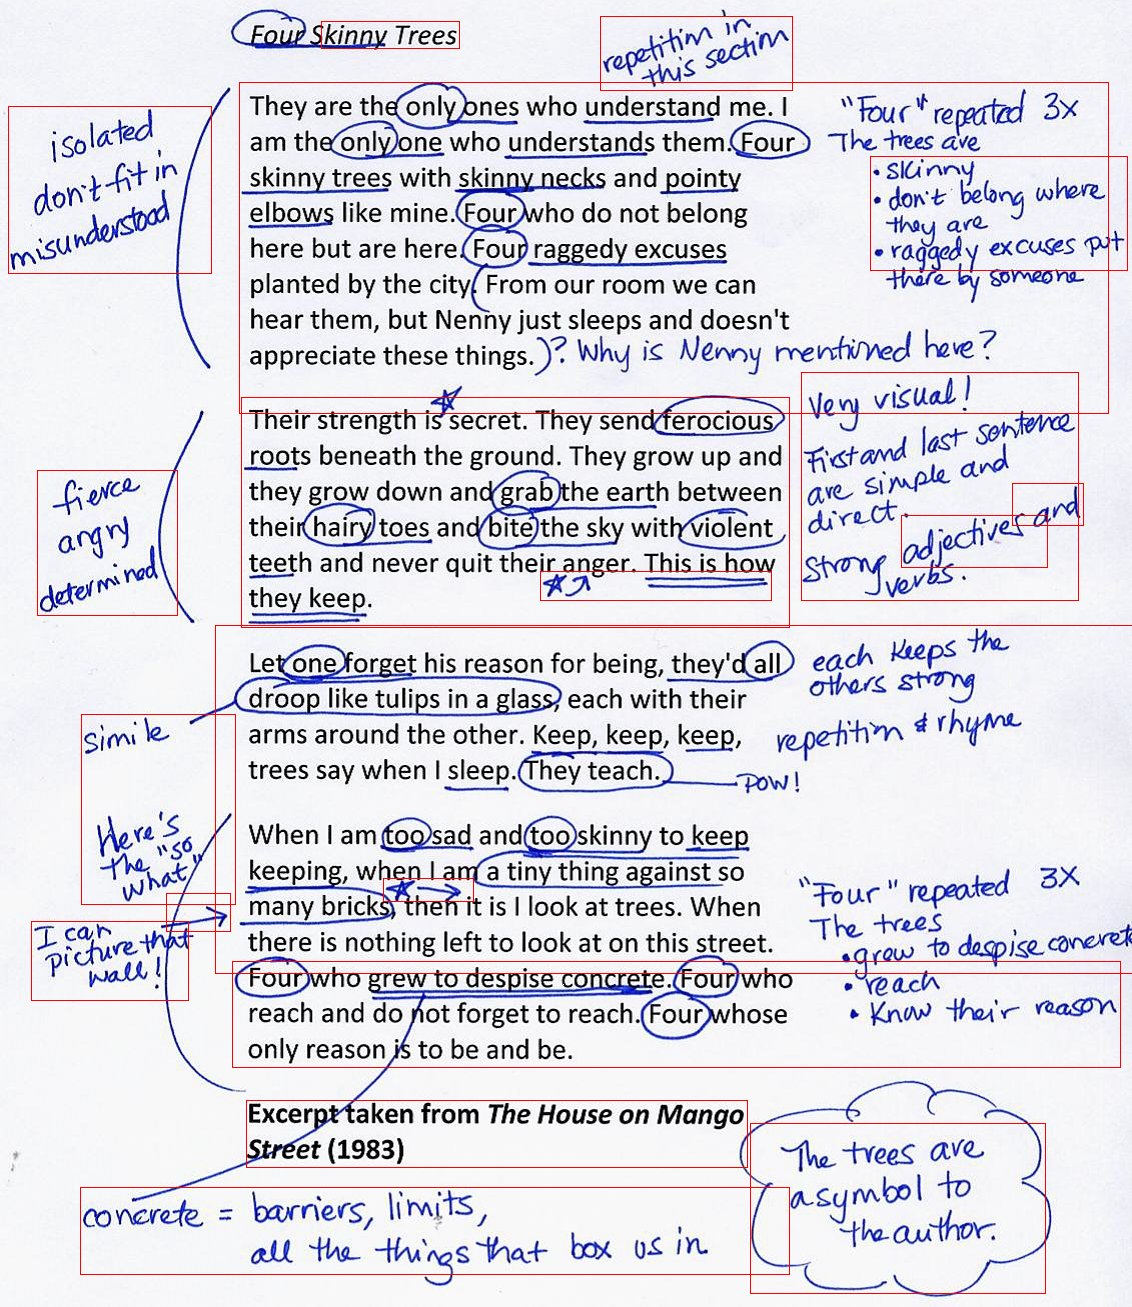 Four Skinny Trees
repetition in
this section
They are the only ones who understand me. I
am the only one who understands them. Four
skinny trees with skinny necks and pointy
elbows like mine. Four who do not belong
here but are here. Four raggedy excuses
planted by the city. From our room we can
hear them, but Nenny just sleeps and doesn't
appreciate these things.
)? Why is Nenny mentioned here?
isolated
don't fit in
misunderstood
"Four" repeated 3X
The trees are
• skinny
• don't belong where
they are
• raggedy excuses put
there by someone
Their strength is secret. They send ferocious
roots beneath the ground. They grow up and
they grow down and grab the earth between
their hairy toes and bite the sky with violent
teeth and never quit their anger. This is how
they keep.
fierce
angry
determined
Very visual!
First and last sentence
are simple and
direct.
Strong adjectives and
verbs.
Let one forget his reason for being, they'd all
droop like tulips in a glass, each with their
arms around the other. Keep, keep, keep,
trees say when I sleep. They teach.
simile
each keeps the
others strong
repetition & rhyme
POW!
When I am too sad and too skinny to keep
keeping, when I am a tiny thing against so
many bricks, then it is I look at trees. When
there is nothing left to look at on this street.
Four who grew to despise concrete. Four who
reach and do not forget to reach. Four whose
only reason is to be and be.
Here's
the "so
what"
I can
picture that
wall!
"Four" repeated 3X
The trees
• grew to despise concrete
• reach
• Know their reason
Excerpt taken from The House on Mango
Street (1983)
concrete = barriers, limits,
all the things that box us in
The trees are
a symbol to
the author.